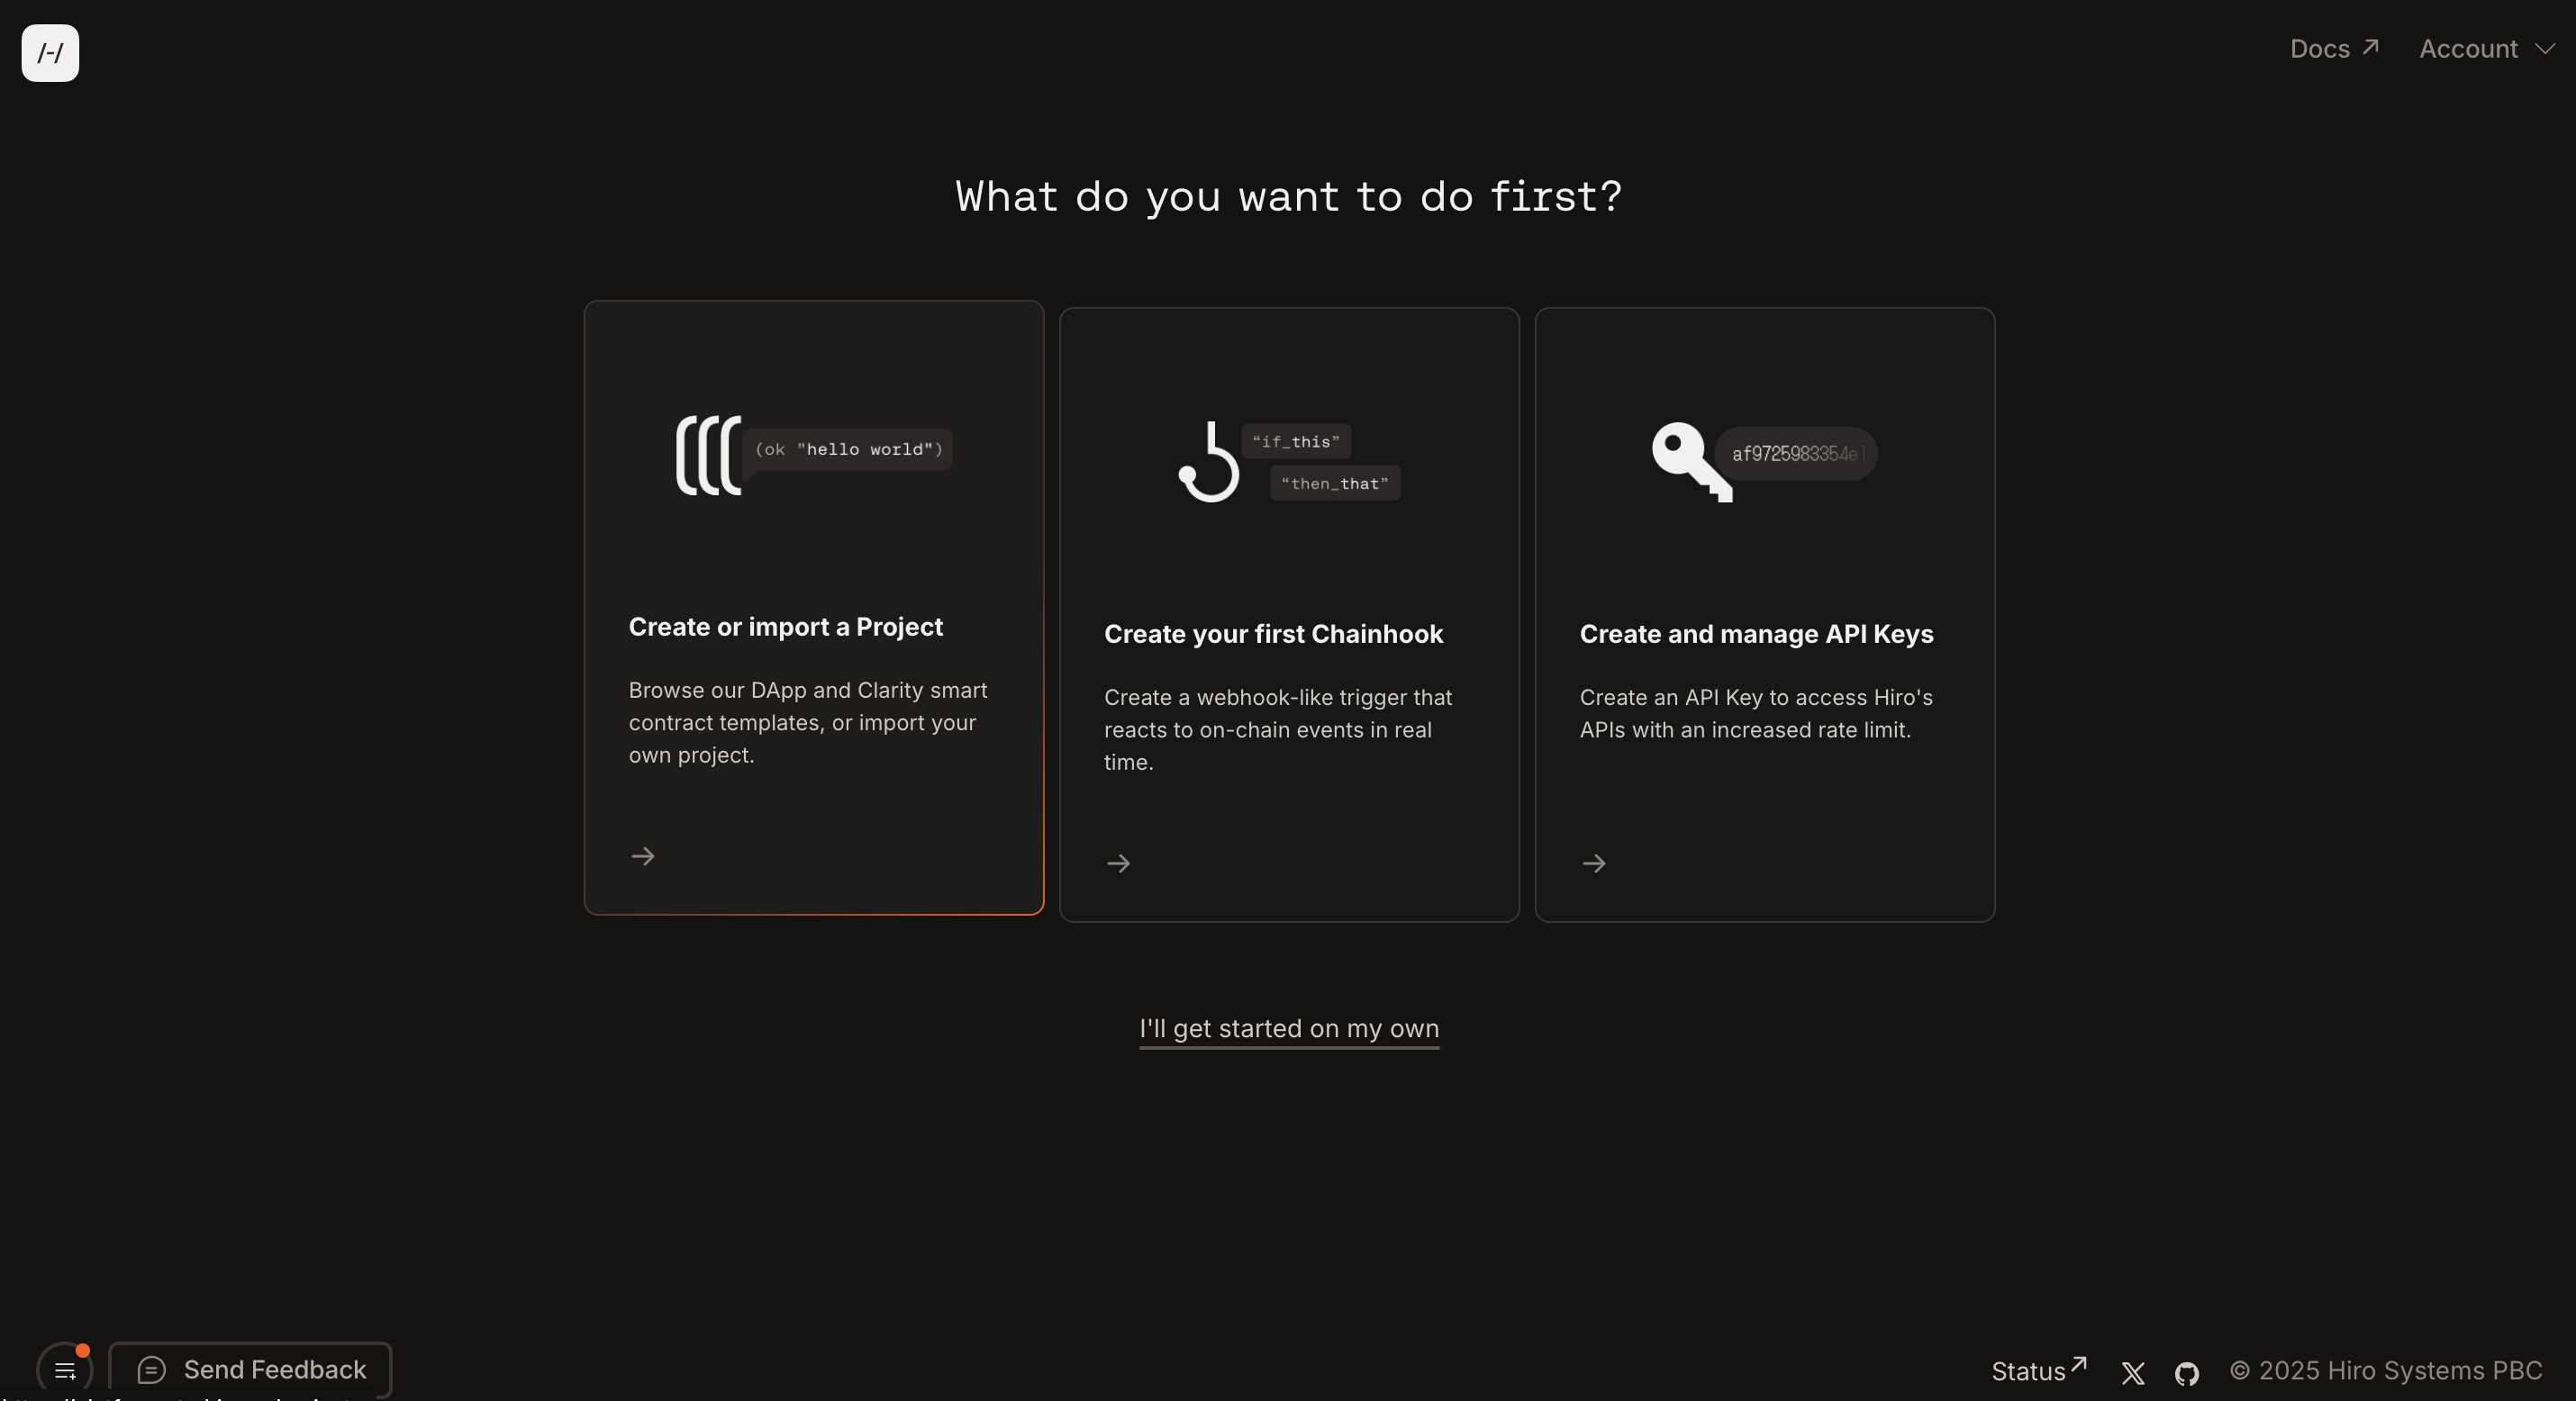 /-/
Docs
Account
What do you want to do first?
(ok "hello world")
Create or import a Project
Browse our DApp and Clarity smart
contract templates, or import your
own project.
“if_this”
“then_that”
Create your first Chainhook
Create a webhook-like trigger that
reacts to on-chain events in real
time.
af9725983354e1
Create and manage API Keys
Create an API Key to access Hiro's
APIs with an increased rate limit.
I'll get started on my own
Send Feedback
Status
© 2025 Hiro Systems PBC